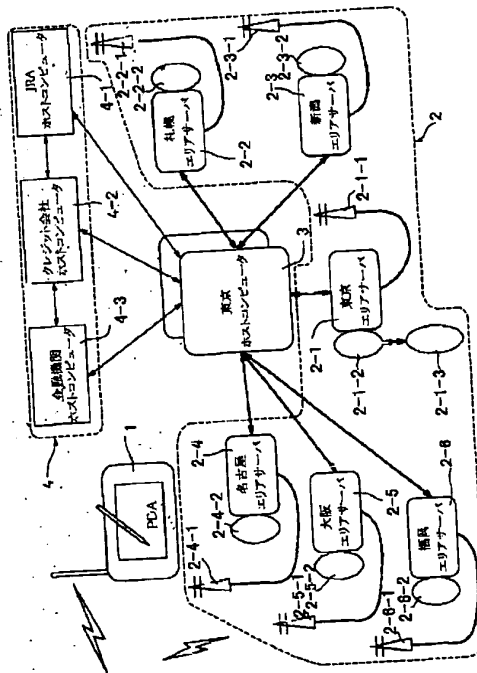 JRA
ホストコンピュータ
4-1
クレジット会社
ホストコンピュータ
4-2
金融機関
ホストコンピュータ
4-3
4
1
PDA
東京
ホストコンピュータ
3
札幌
エリアサーバ
2-2
2-2-1
2-2-2
新潟
エリアサーバ
2-3
2-3-1
2-3-2
2
東京
エリアサーバ
2-1
2-1-1
2-1-2
2-1-3
名古屋
エリアサーバ
2-4
2-4-1
2-4-2
大阪
エリアサーバ
2-5
2-5-1
2-5-2
福岡
エリアサーバ
2-6
2-6-1
2-6-2